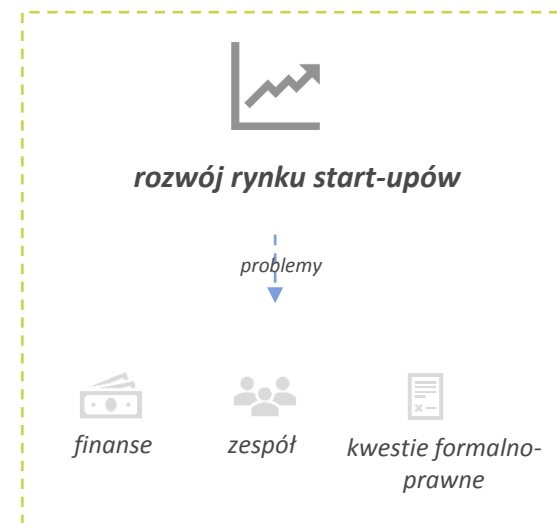 rozwój rynku start-upów
problemy
finanse
zespół
kwestie formalno-
prawne